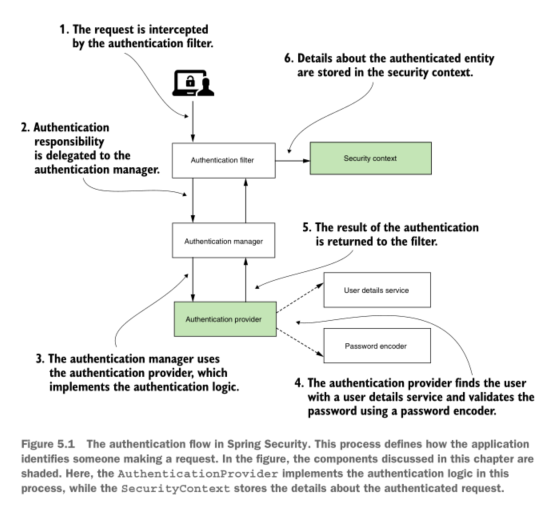 1. The request is intercepted
by the authentication filter.
6. Details about the authenticated entity
are stored in the security context.
2. Authentication
responsibility
is delegated to the
authentication manager.
Authentication filter
Security context
Authentication manager
5. The result of the authentication
is returned to the filter.
User details service
Authentication provider
Password encoder
3. The authentication manager uses
the authentication provider, which
implements the authentication logic.
4. The authentication provider finds the user
with a user details service and validates the
password using a password encoder.
Figure 5.1 The authentication flow in Spring Security. This process defines how the application
identifies someone making a request. In the figure, the components discussed in this chapter are
shaded. Here, the AuthenticationProvider implements the authentication logic in this
process, while the SecurityContext stores the details about the authenticated request.